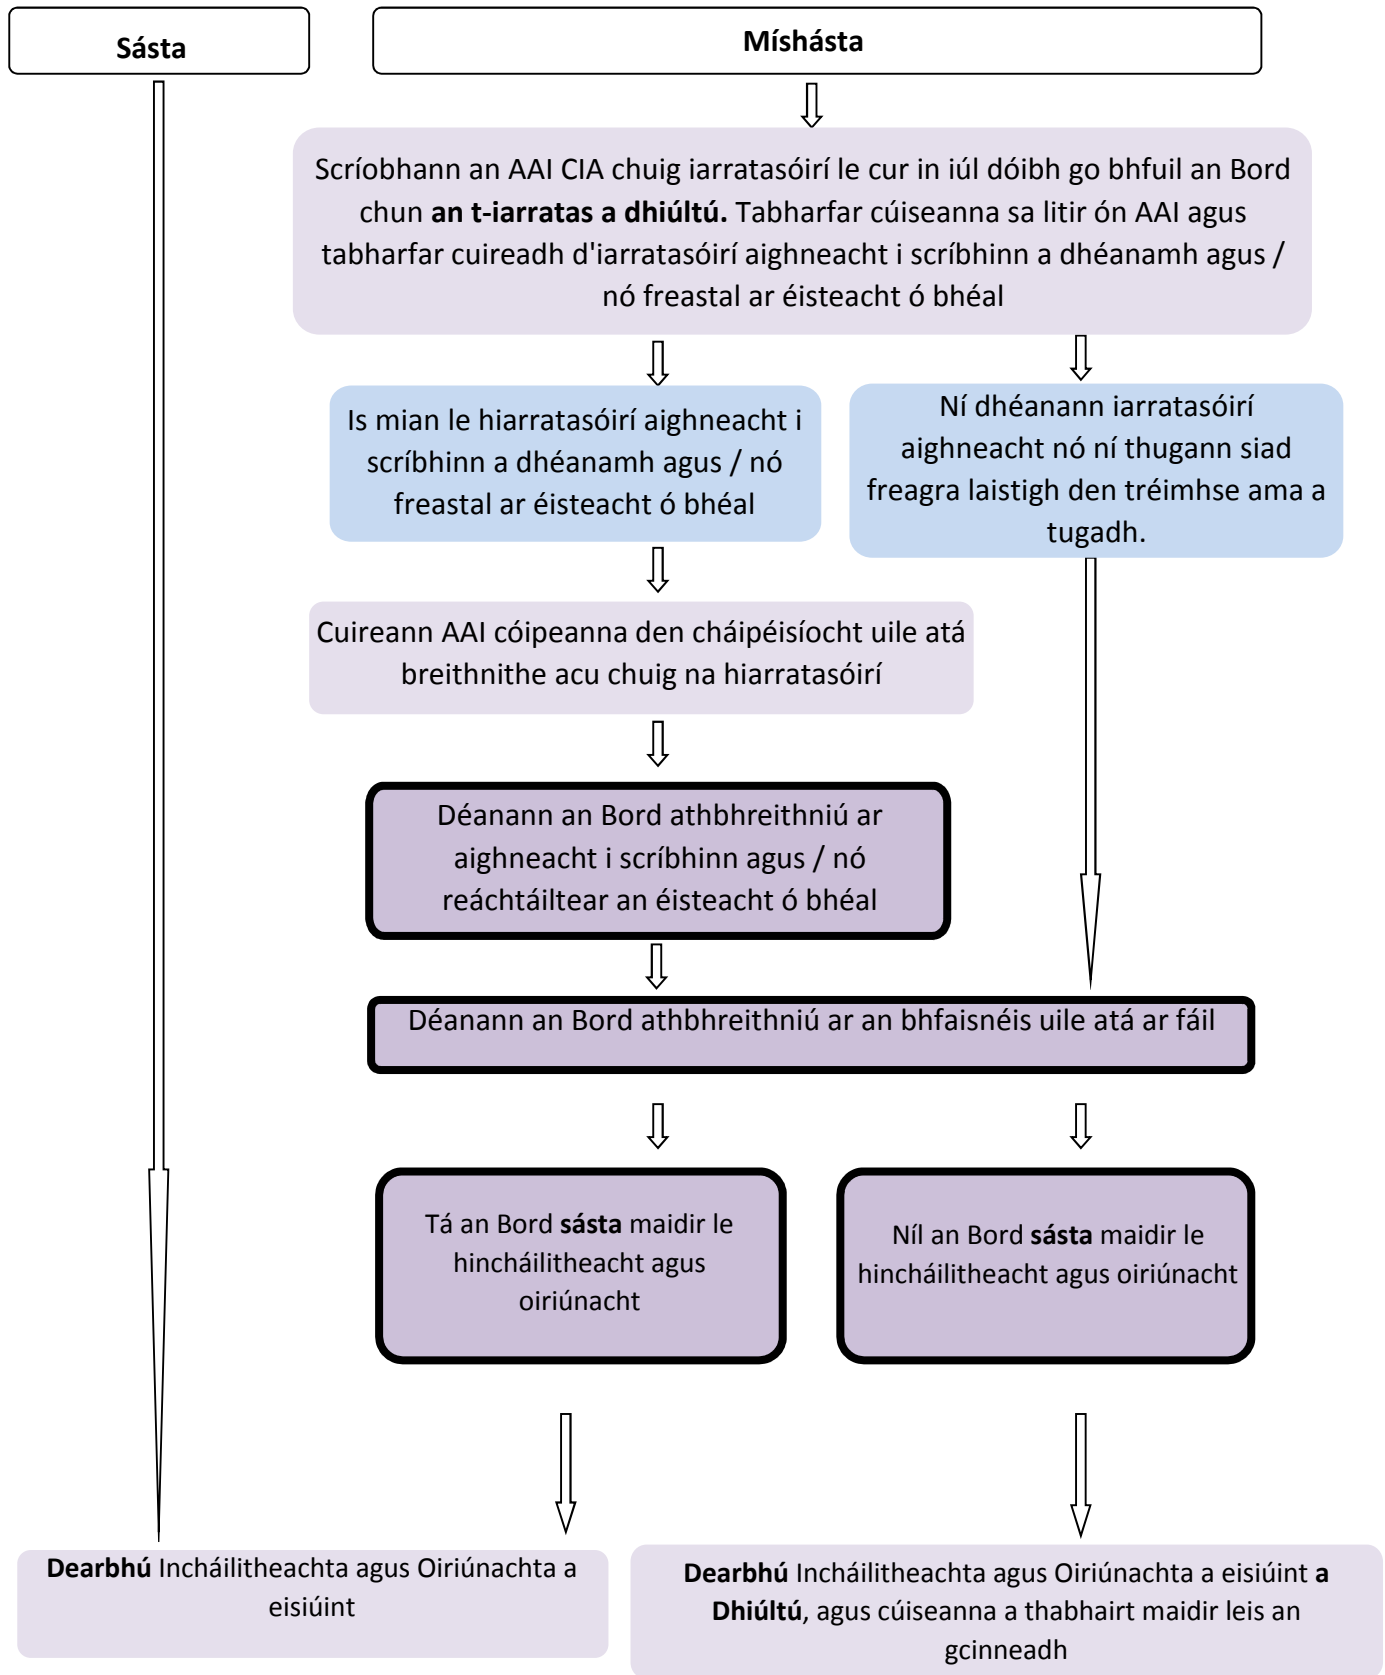 Sásta
Míshásta
Scríobhann an AAI CIA chuig iarratasóirí le cur in iúl dóibh go bhfuil an Bord
chun an t-iarratas a dhiúltú. Tabharfar cúiseanna sa litir ón AAI agus
tabharfar cuireadh d'iarratasóirí aighneacht i scríbhinn a dhéanamh agus /
nó freastal ar éisteacht ó bhéal
Is mian le hiarratasóirí aighneacht i
scríbhinn a dhéanamh agus / nó
freastal ar éisteacht ó bhéal
Ní dhéanann iarratasóirí
aighneacht nó ní thugann siad
freagra laistigh den tréimhse ama a
tugadh.
Cuireann AAI cóipeanna den cháipéisíocht uile atá
breithnithe acu chuig na hiarratasóirí
Déanann an Bord athbhreithniú ar
aighneacht i scríbhinn agus / nó
reáchtáiltear an éisteacht ó bhéal
Déanann an Bord athbhreithniú ar an bhfaisnéis uile atá ar fáil
Tá an Bord sásta maidir le
hincháilitheacht agus
oiriúnacht
Níl an Bord sásta maidir le
hincháilitheacht agus oiriúnacht
Dearbhú Incháilitheachta agus Oiriúnachta a
eisiúint
Dearbhú Incháilitheachta agus Oiriúnachta a eisiúint a
Dhiúltú, agus cúiseanna a thabhairt maidir leis an
gcinneadh